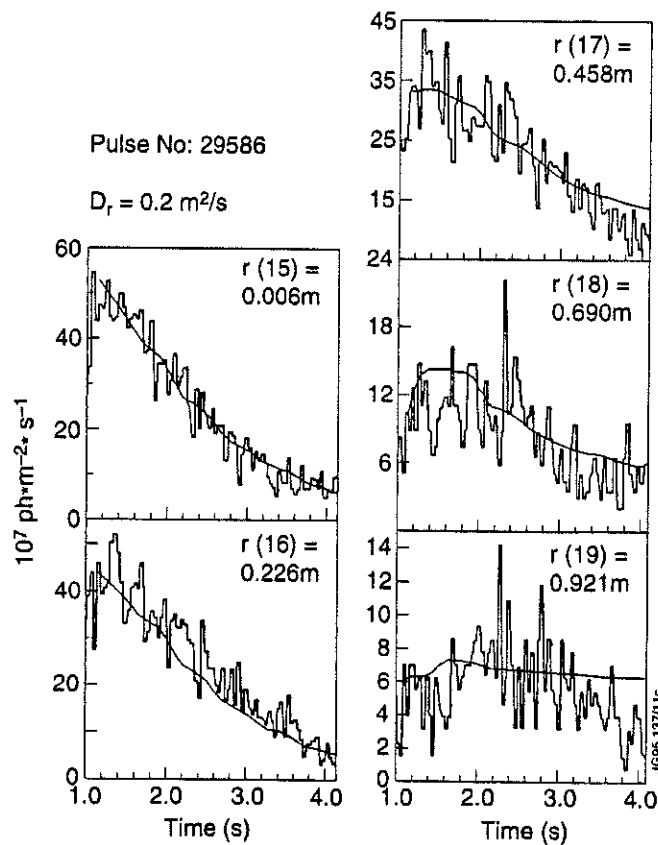 Pulse No: 29586
Dr = 0.2 m²/s
10⁷ ph*m⁻²* s⁻¹
60
40
20
0
r (15) =
0.006m
40
20
0
r (16) =
0.226m
1.0 2.0 3.0 4.0
Time (s)
45
35
25
15
r (17) =
0.458m
24
18
12
6
r (18) =
0.690m
14
12
10
8
6
4
2
0
r (19) =
0.921m
1.0 2.0 3.0 4.0
Time (s)